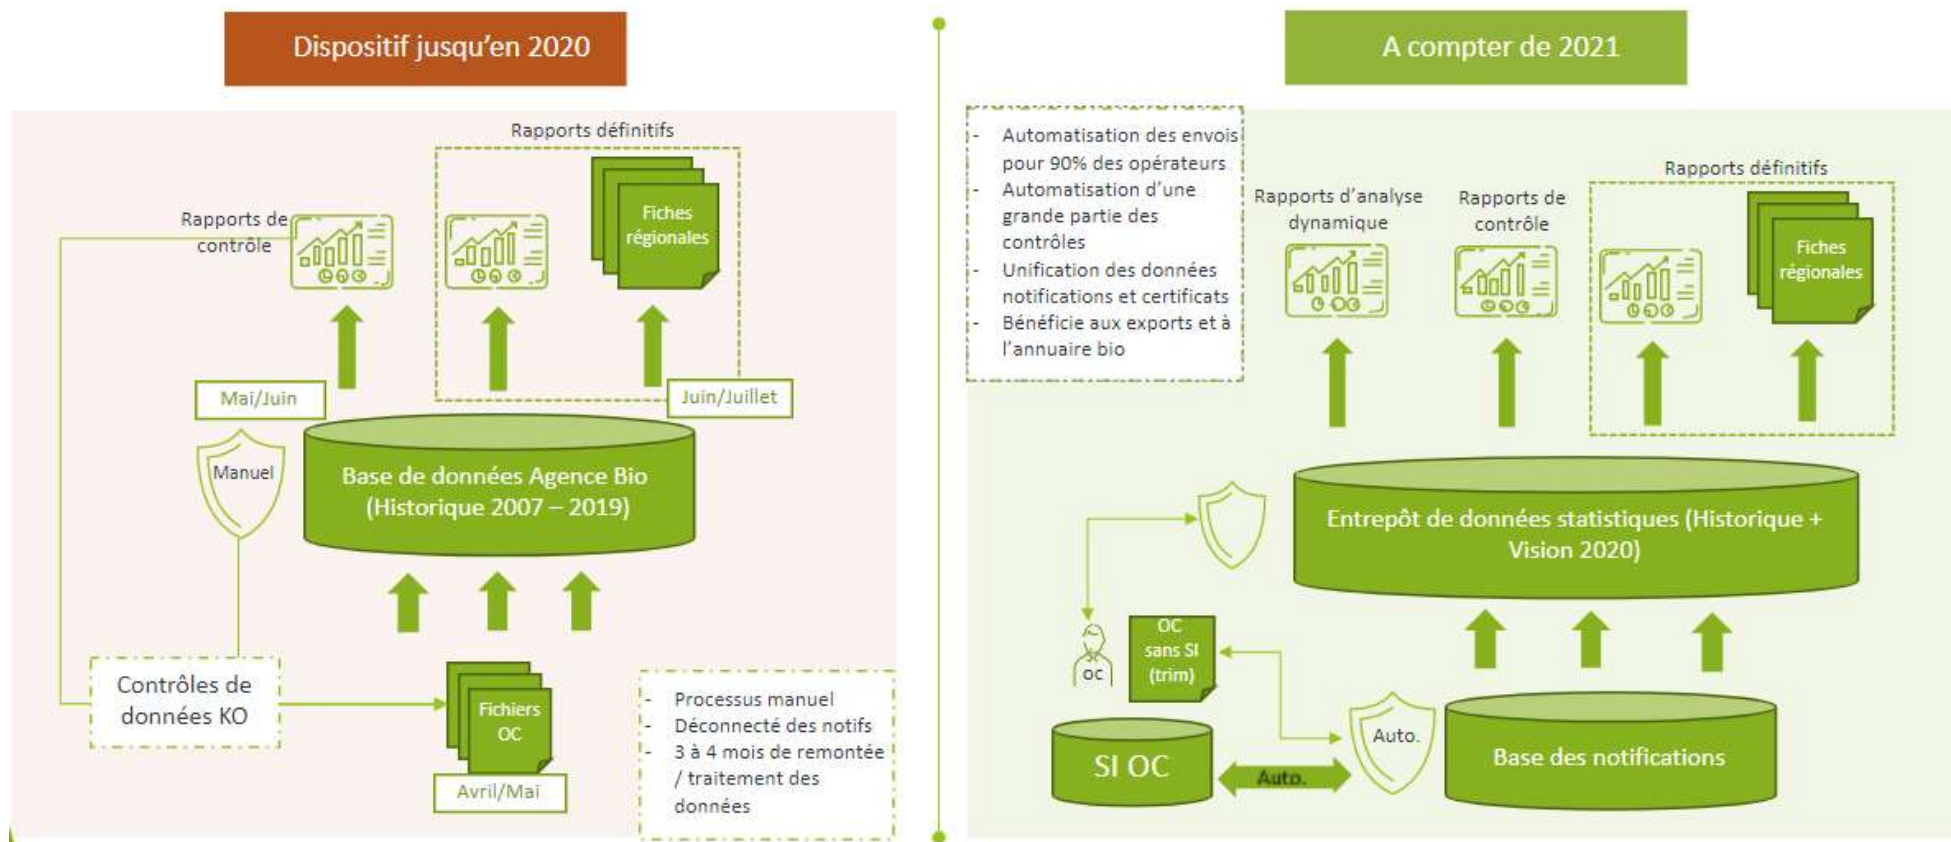 Dispositif jusqu'en 2020
Rapports définitifs
Rapports de
contrôle
Fiches
régionales
Mai/Juin
Juin/Juillet
Manuel
Base de données Agence Bio
(Historique 2007 – 2019)
Contrôles de
données KO
Fichiers
OC
Avril/Mai
- Processus manuel
- Déconnecté des notifs
- 3 à 4 mois de remontée
/ traitement des
données
A compter de 2021
- Automatisation des envois
pour 90% des opérateurs
- Automatisation d'une
grande partie des
contrôles
- Unification des données
notifications et certificats
- Bénéficie aux exports et à
l'annuaire bio
Rapports d'analyse
dynamique
Rapports de
contrôle
Rapports définitifs
Fiches
régionales
Entrepôt de données statistiques (Historique +
Vision 2020)
OC
OC
sans SI
(trim)
SI OC
Auto.
Auto.
Base des notifications